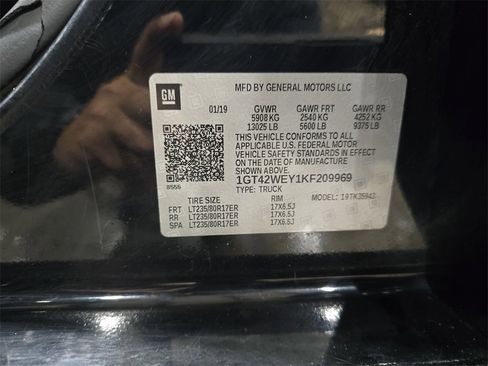 GM
MFD BY GENERAL MOTORS LLC
01/19 GVWR GAWR FRT GAWR RR
5908 KG 2540 KG 4252 KG
13025 LB 5600 LB 9375 LB
THIS VEHICLE CONFORMS TO ALL
APPLICABLE U.S. FEDERAL MOTOR
VEHICLE SAFETY STANDARDS IN EFFECT
ON THE DATE OF MANUFACTURE
SHOWN ABOVE.
8555
1GT42WEY1KF209969
TYPE: TRUCK MODEL: 19TK35943
TIRE SIZE RIM
FRT LT235/80R17ER 17X6.5J
RR LT235/80R17ER 17X6.5J
SPA LT235/80R17ER 17X6.5J